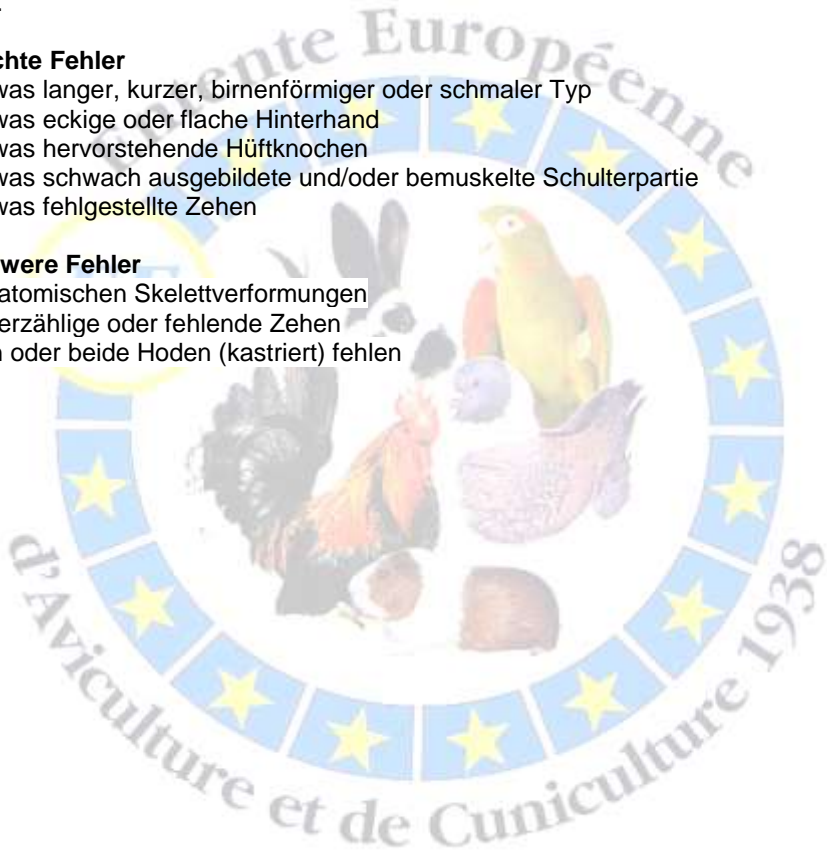 chte Fehler
was langer, kurzer, birnenförmiger oder schmaler Typ
was eckige oder flache Hinterhand
was hervorstehende Hüftknochen
was schwach ausgebildete und/oder bemuskelte Schulterpartie
was fehlgestellte Zehen
were Fehler
atomischen Skelettverformungen
erzählige oder fehlende Zehen
oder beide Hoden (kastriert) fehlen
Entente Européenne
d'Aviculture et de Cuniculture 1938